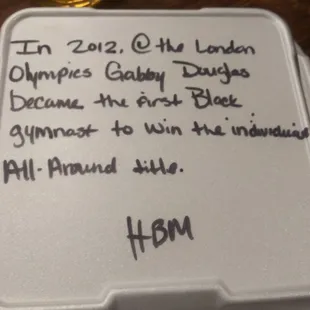 In 2012, @ the London
Olympics Gabby Douglas
became the first Black
gymnast to win the individual
All-Around title.
HBM